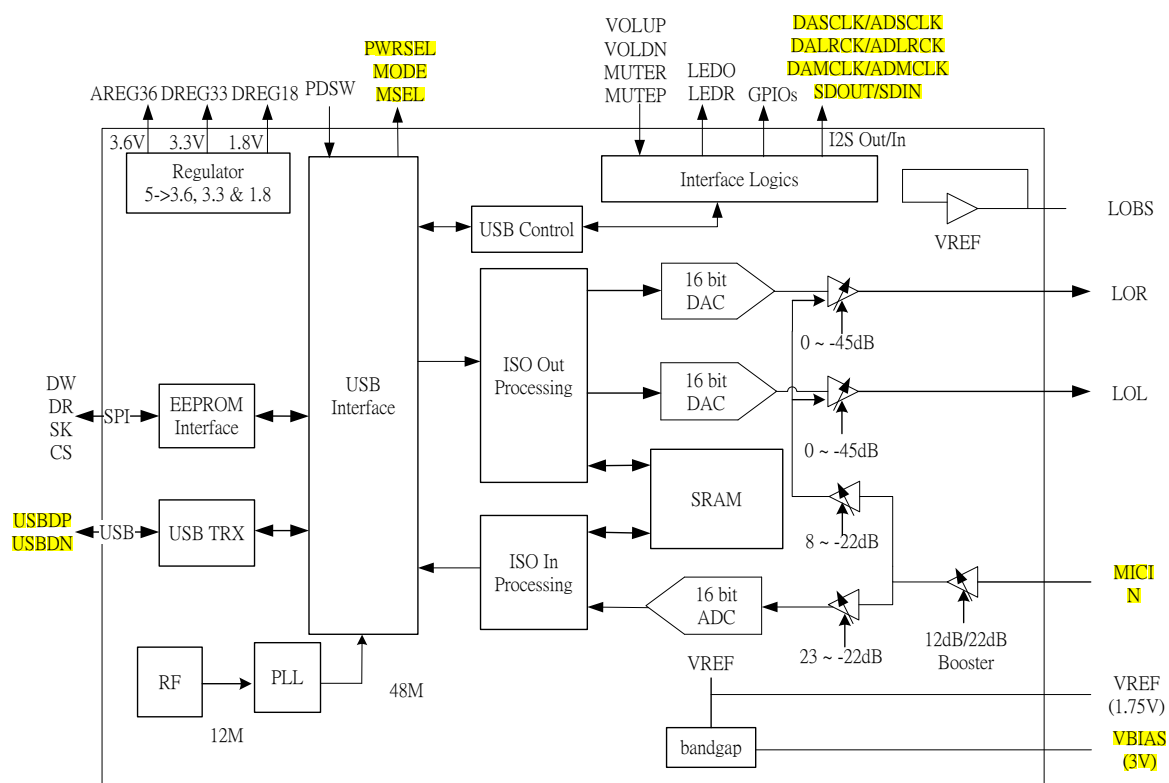 VOLUP
VOLDN
MUTER
MUTEP
DASCLK/ADSCLK
DALRCK/ADLRCK
DAMCLK/ADMCLK
SDOUT/SDIN
PWRSEL
MODE
MSEL
LEDO
LEDR
GPIOs
PDSW
AREG36 DREG33 DREG18
3.6V 3.3V 1.8V
I2S Out/In
Regulator
5->3.6, 3.3 & 1.8
Interface Logics
USB Control
VREF
LOBS
16 bit
DAC
LOR
0 ~ -45dB
ISO Out
Processing
USB
Interface
16 bit
DAC
LOL
0 ~ -45dB
DW
DR
SK
CS
SPI
EEPROM
Interface
SRAM
8 ~ -22dB
USBDP
USBDN
USB
USB TRX
ISO In
Processing
16 bit
ADC
23 ~ -22dB
MICI
N
12dB/22dB
Booster
RF
PLL
12M
48M
VREF
VREF
(1.75V)
bandgap
VBIAS
(3V)